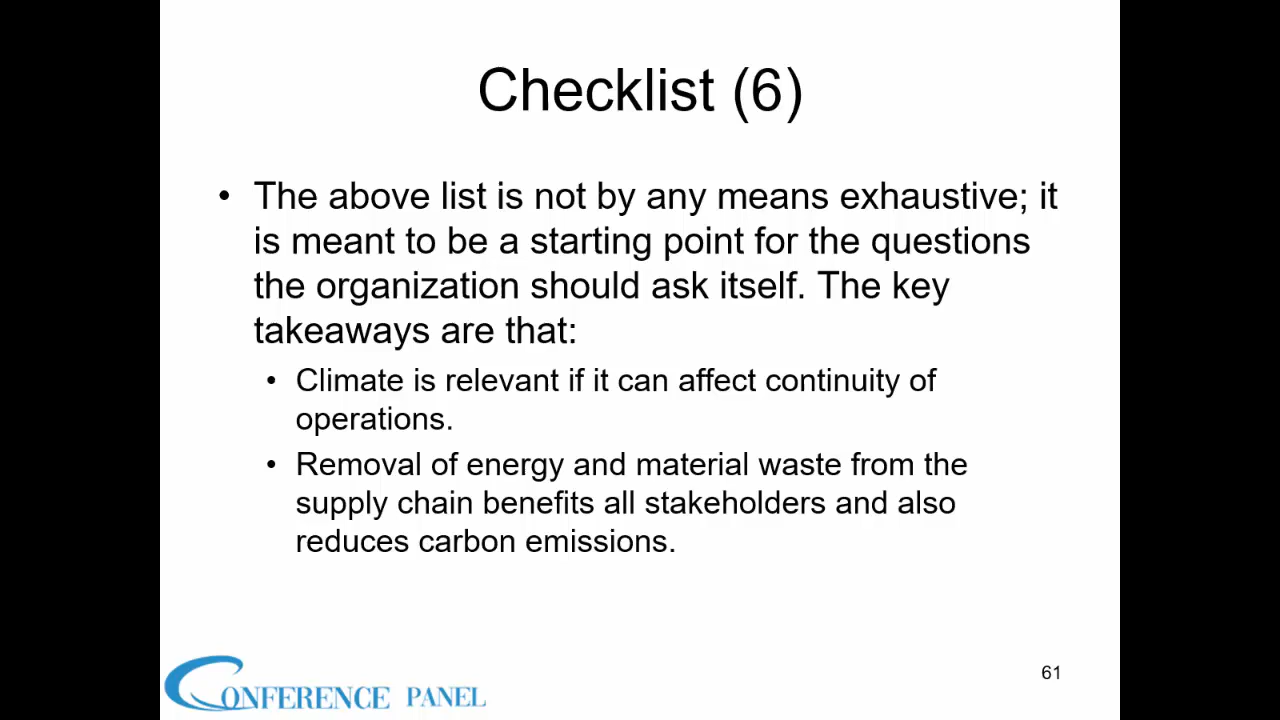 Checklist (6)
• The above list is not by any means exhaustive; it
is meant to be a starting point for the questions
the organization should ask itself. The key
takeaways are that:
• Climate is relevant if it can affect continuity of
operations.
• Removal of energy and material waste from the
supply chain benefits all stakeholders and also
reduces carbon emissions.
CONFERENCE PANEL
61